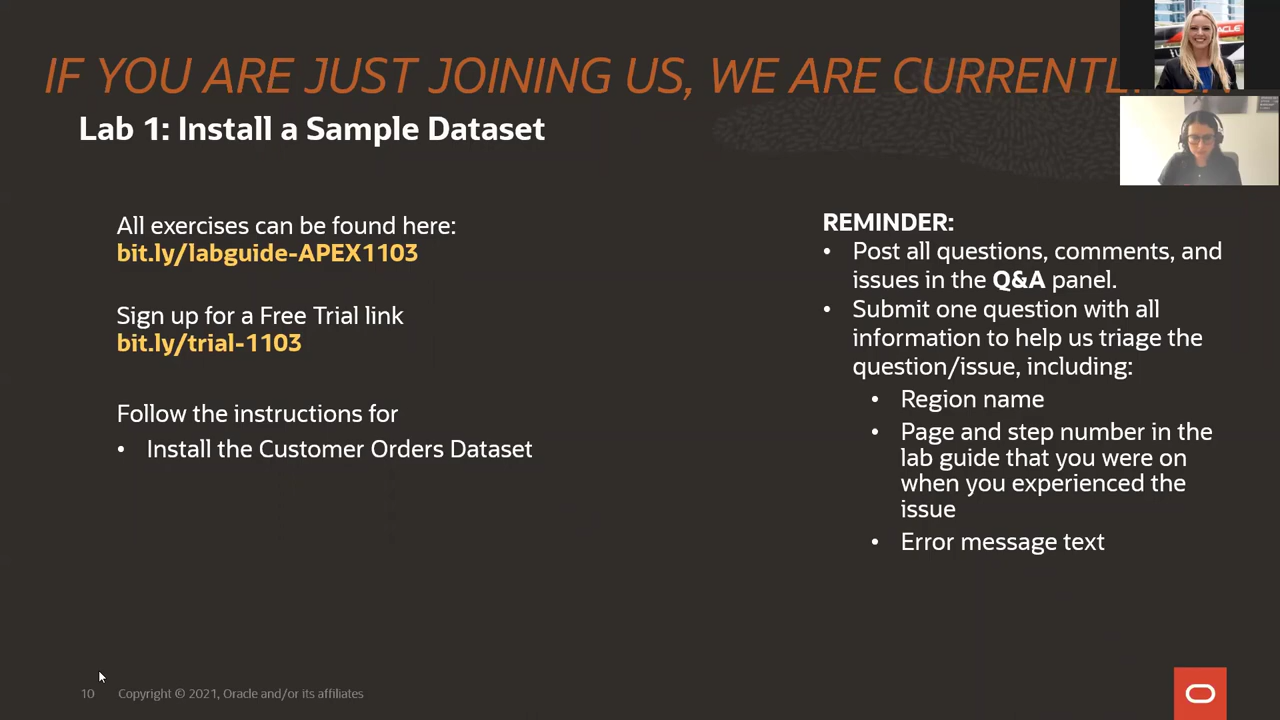 IF YOU ARE JUST JOINING US, WE ARE CURRENTLY
Lab 1: Install a Sample Dataset
All exercises can be found here:
bit.ly/labguide-APEX1103
Sign up for a Free Trial link
bit.ly/trial-1103
Follow the instructions for
• Install the Customer Orders Dataset
REMINDER:
• Post all questions, comments, and
issues in the Q&A panel.
• Submit one question with all
information to help us triage the
question/issue, including:
• Region name
• Page and step number in the
lab guide that you were on
when you experienced the
issue
• Error message text
10 Copyright © 2021, Oracle and/or its affiliates